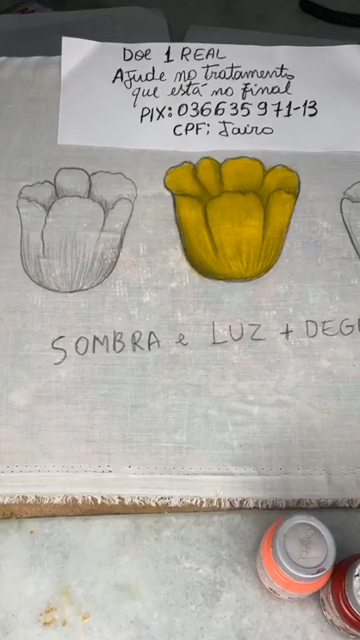 DOE 1 REAL
Ajude no tratamento
que está no final
PIX: 036635971-13
CPF: Jairo
SOMBRA e LUZ + DEG